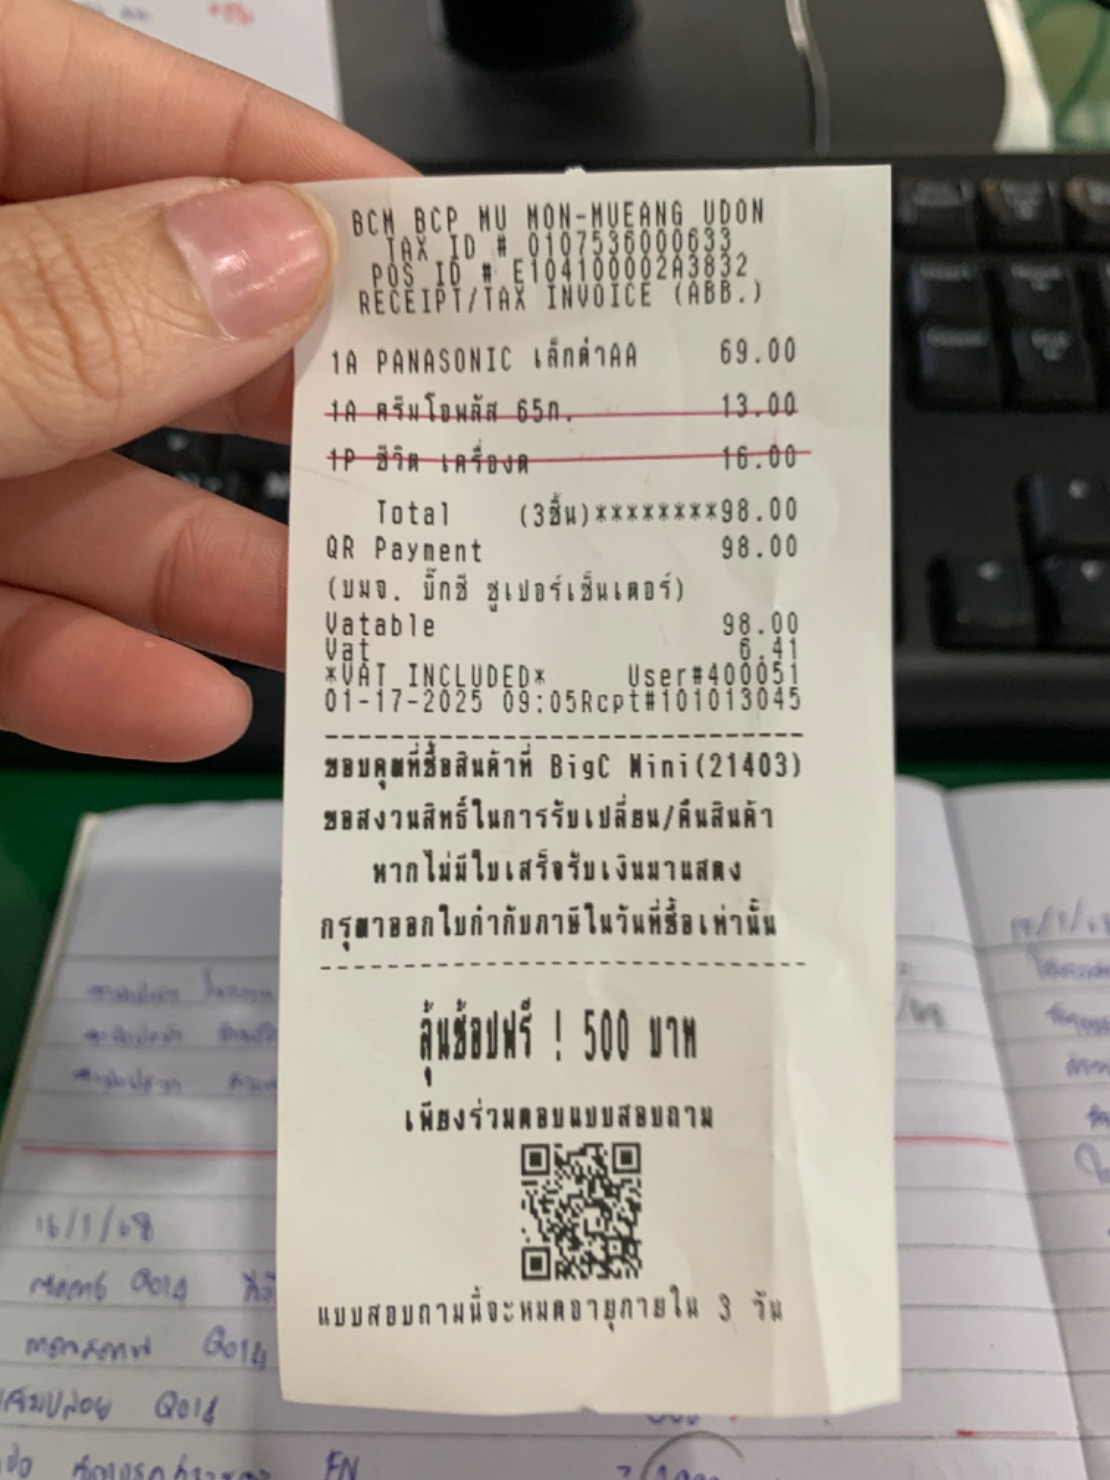 BCM BCP MU MON-MUEANG UDON
TAX ID # 0107536000633
POS ID # E104100002A3832
RECEIPT/TAX INVOICE (ABB.)
1A PANASONIC เล็กดำAA 69.00
1A ครีมโอพลัส 65ก. 13.00
1P ซีวิต เครื่องด 16.00
Total (3ชิ้น)********98.00
QR Payment 98.00
(บมจ. บิ๊กซี ซูเปอร์เซ็นเตอร์)
Vatable 98.00
Vat 6.41
*VAT INCLUDED* User#400051
01-17-2025 09:05Rcpt#101013045
ขอบคุณที่ซื้อสินค้าที่ BigC Mini(21403)
ขอสงวนสิทธิ์ในการรับเปลี่ยน/คืนสินค้า
หากไม่มีใบเสร็จรับเงินมาแสดง
กรุณาออกใบกำกับภาษีในวันที่ซื้อเท่านั้น
ลุ้นช้อปฟรี ! 500 บาท
เพียงร่วมตอบแบบสอบถาม
แบบสอบถามนี้จะหมดอายุภายใน 3 วัน
16/1/68